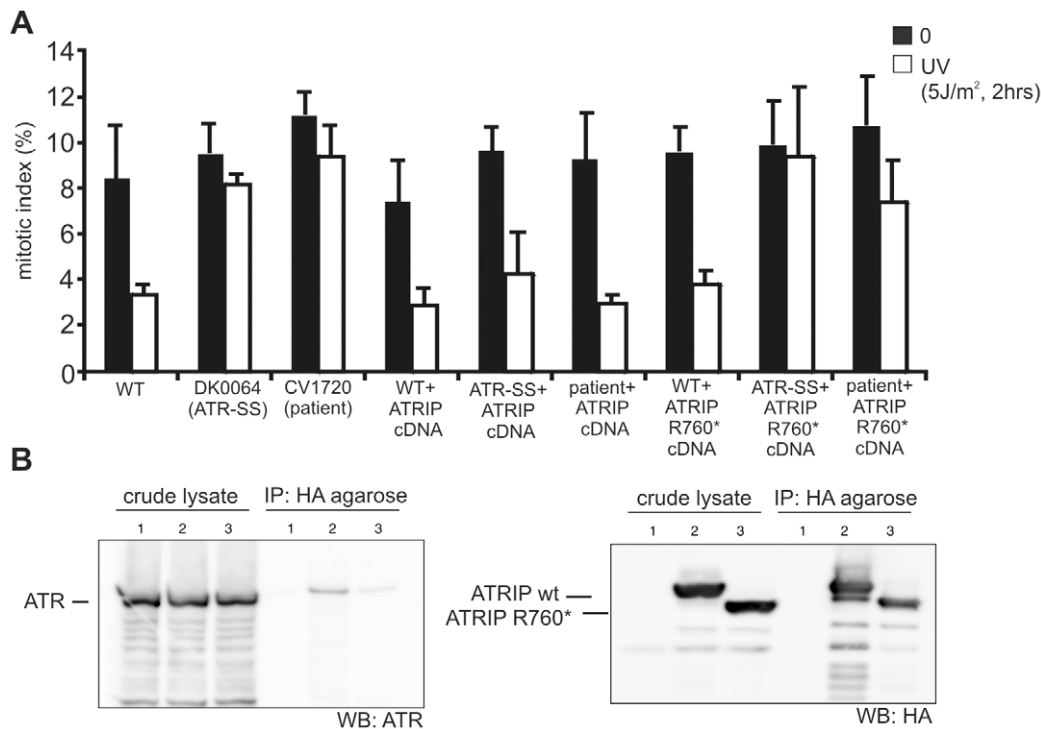 A
0
UV
(5J/m², 2hrs)
mitotic index (%)
14
12
10
8
6
4
2
0
WT
DK0064
(ATR-SS)
CV1720
(patient)
WT+
ATRIP
cDNA
ATR-SS+
ATRIP
cDNA
patient+
ATRIP
cDNA
WT+
ATRIP
R760*
cDNA
ATR-SS+
ATRIP
R760*
cDNA
patient+
ATRIP
R760*
cDNA
B
crude lysate IP: HA agarose
1 2 3 1 2 3
ATR
WB: ATR
crude lysate IP: HA agarose
1 2 3 1 2 3
ATRIP wt
ATRIP R760*
WB: HA